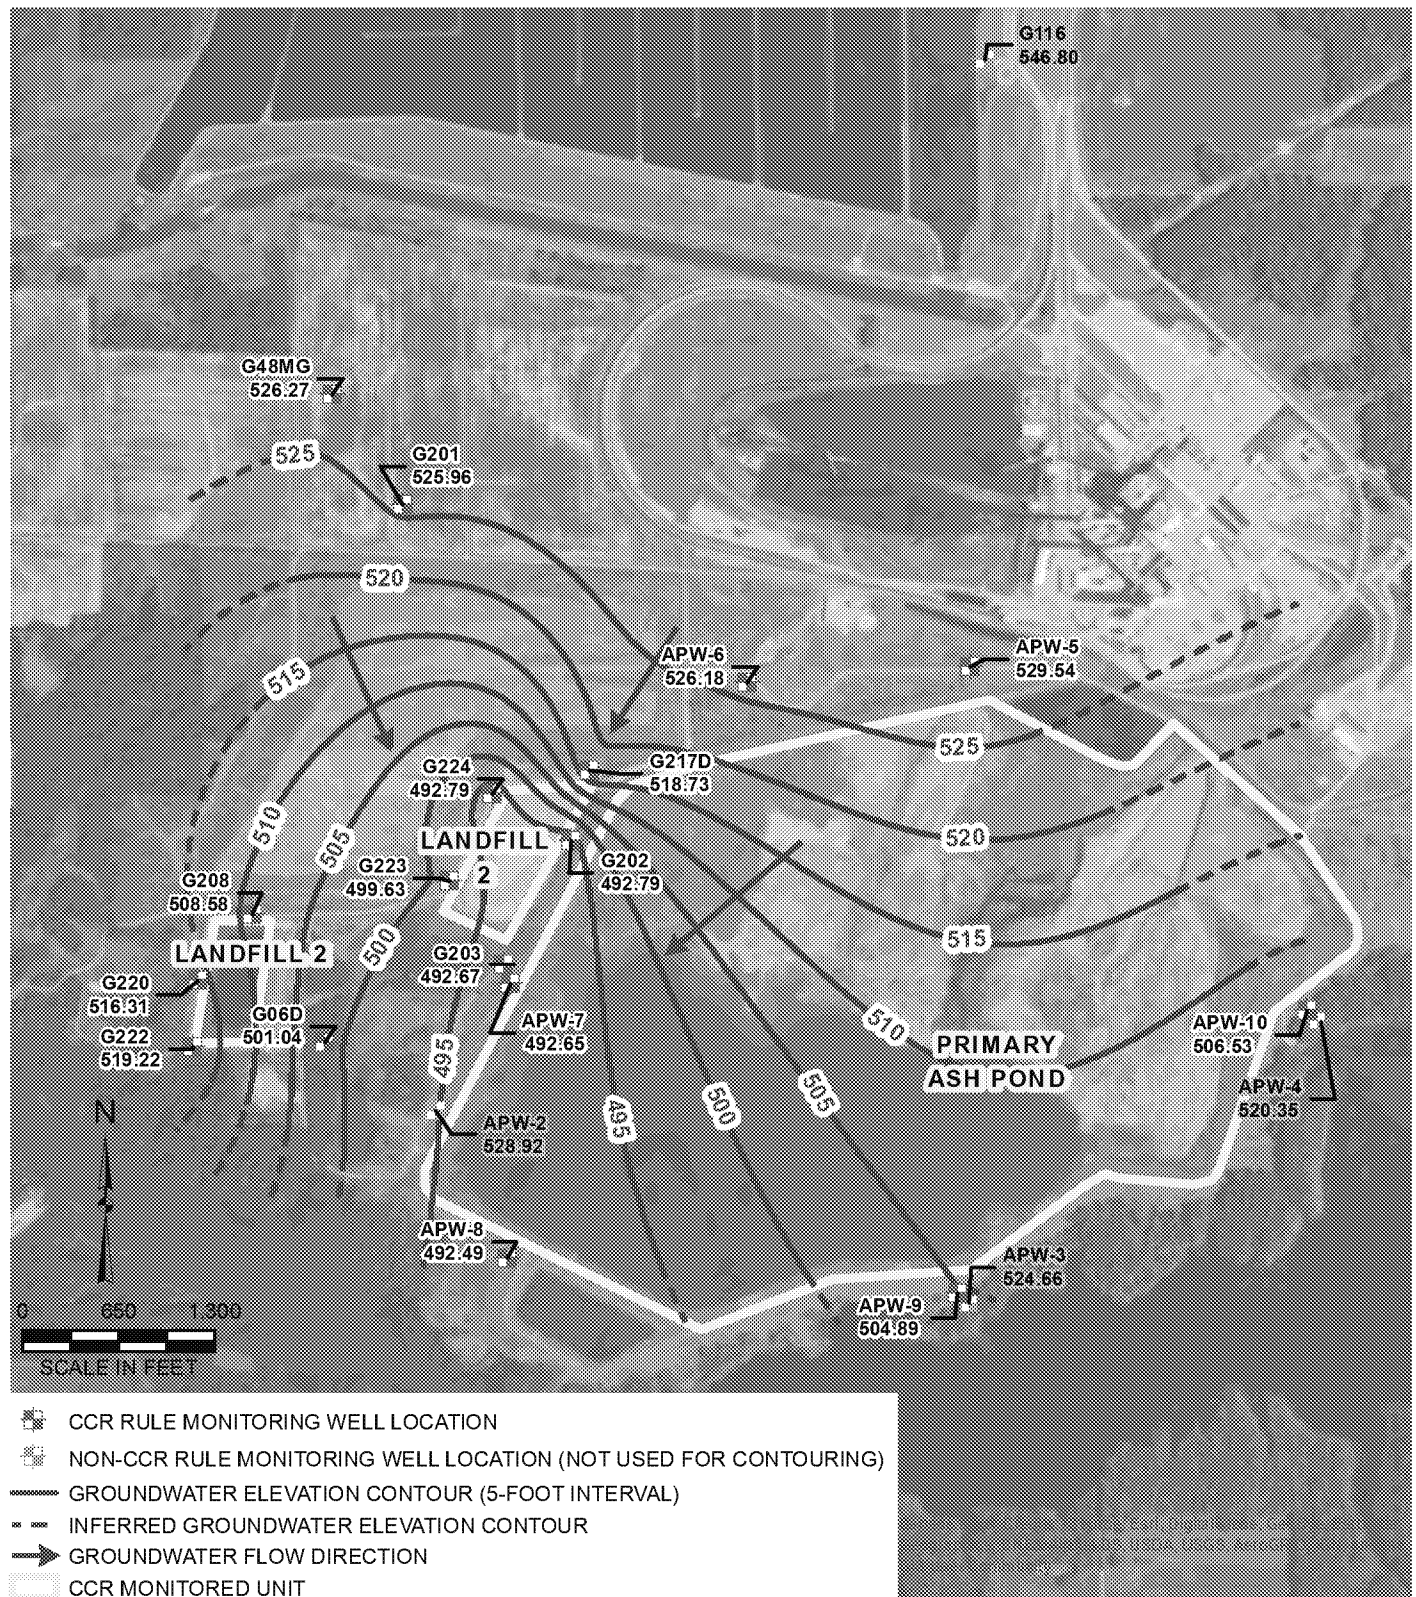 G116
546.80
G48MG
526.27
525
G201
525.96
520
515
APW-6
526.18
APW-5
529.54
525
G224
492.79
G217D
518.73
510
505
LANDFILL
2
520
G223
499.63
G202
492.79
G208
508.58
500
515
LANDFILL 2
G203
492.67
G220
516.31
G06D
501.04
APW-7
492.65
510
APW-10
506.53
G222
519.22
495
PRIMARY
ASH POND
505
500
495
APW-4
520.35
N
APW-2
528.92
APW-8
492.49
APW-3
524.66
APW-9
504.89
0 650 1,300
SCALE IN FEET
CCR RULE MONITORING WELL LOCATION
NON-CCR RULE MONITORING WELL LOCATION (NOT USED FOR CONTOURING)
GROUNDWATER ELEVATION CONTOUR (5-FOOT INTERVAL)
INFERRED GROUNDWATER ELEVATION CONTOUR
GROUNDWATER FLOW DIRECTION
CCR MONITORED UNIT